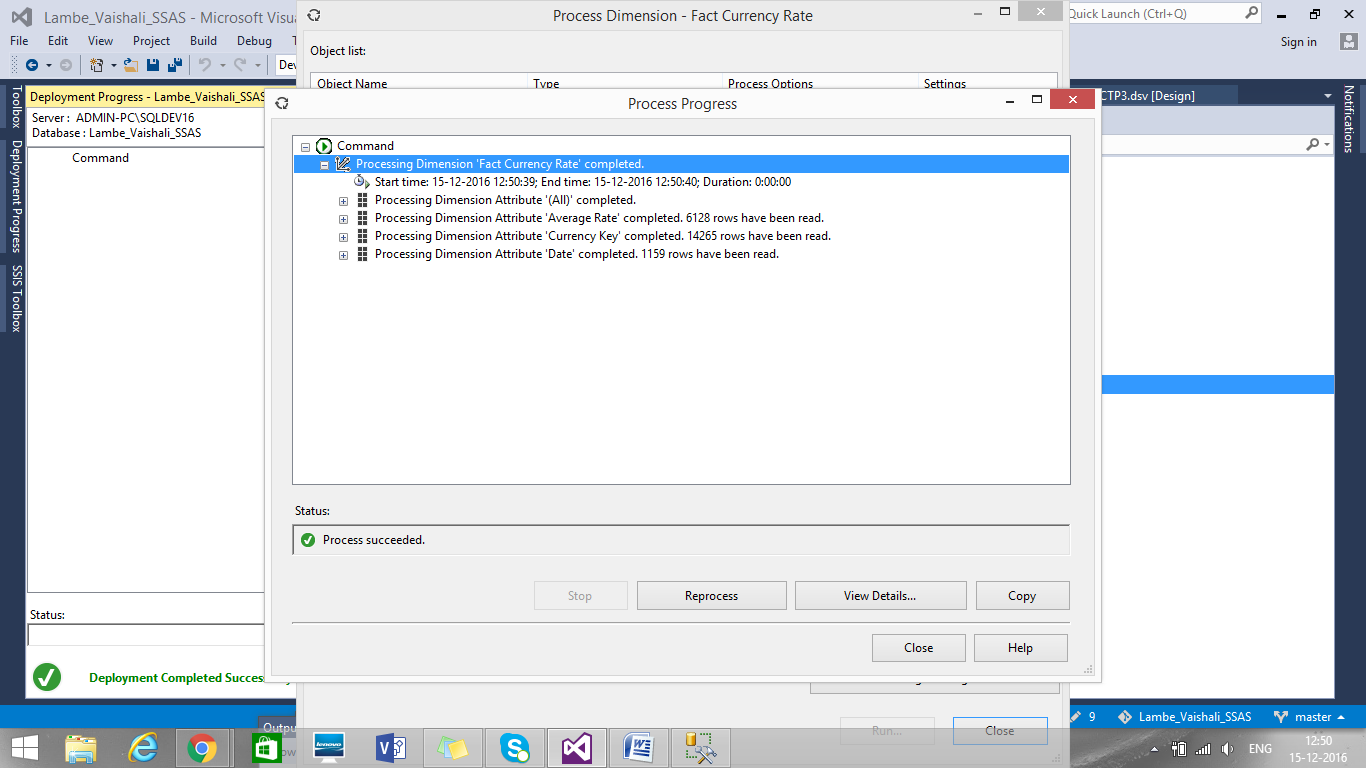 Lambe_Vaishali_SSAS - Microsoft Visua
Process Dimension - Fact Currency Rate
Quick Launch (Ctrl+Q)
File Edit View Project Build Debug
Sign in
Object list:
Object Name Type Process Options Settings
Toolbox
Deployment Progress
SSIS Toolbox
Deployment Progress - Lambe_Vaishali_SSAS
CTP3.dsv [Design]
Notifications
Server : ADMIN-PC\SQLDEV16
Database : Lambe_Vaishali_SSAS
Command
Process Progress
Command
Processing Dimension 'Fact Currency Rate' completed.
Start time: 15-12-2016 12:50:39; End time: 15-12-2016 12:50:40; Duration: 0:00:00
Processing Dimension Attribute '(All)' completed.
Processing Dimension Attribute 'Average Rate' completed. 6128 rows have been read.
Processing Dimension Attribute 'Currency Key' completed. 14265 rows have been read.
Processing Dimension Attribute 'Date' completed. 1159 rows have been read.
Status:
Process succeeded.
Stop Reprocess View Details... Copy
Close Help
Status:
Deployment Completed Success
Run... Close
Outpu
9 Lambe_Vaishali_SSAS master
lenovo
ENG
12:50
15-12-2016